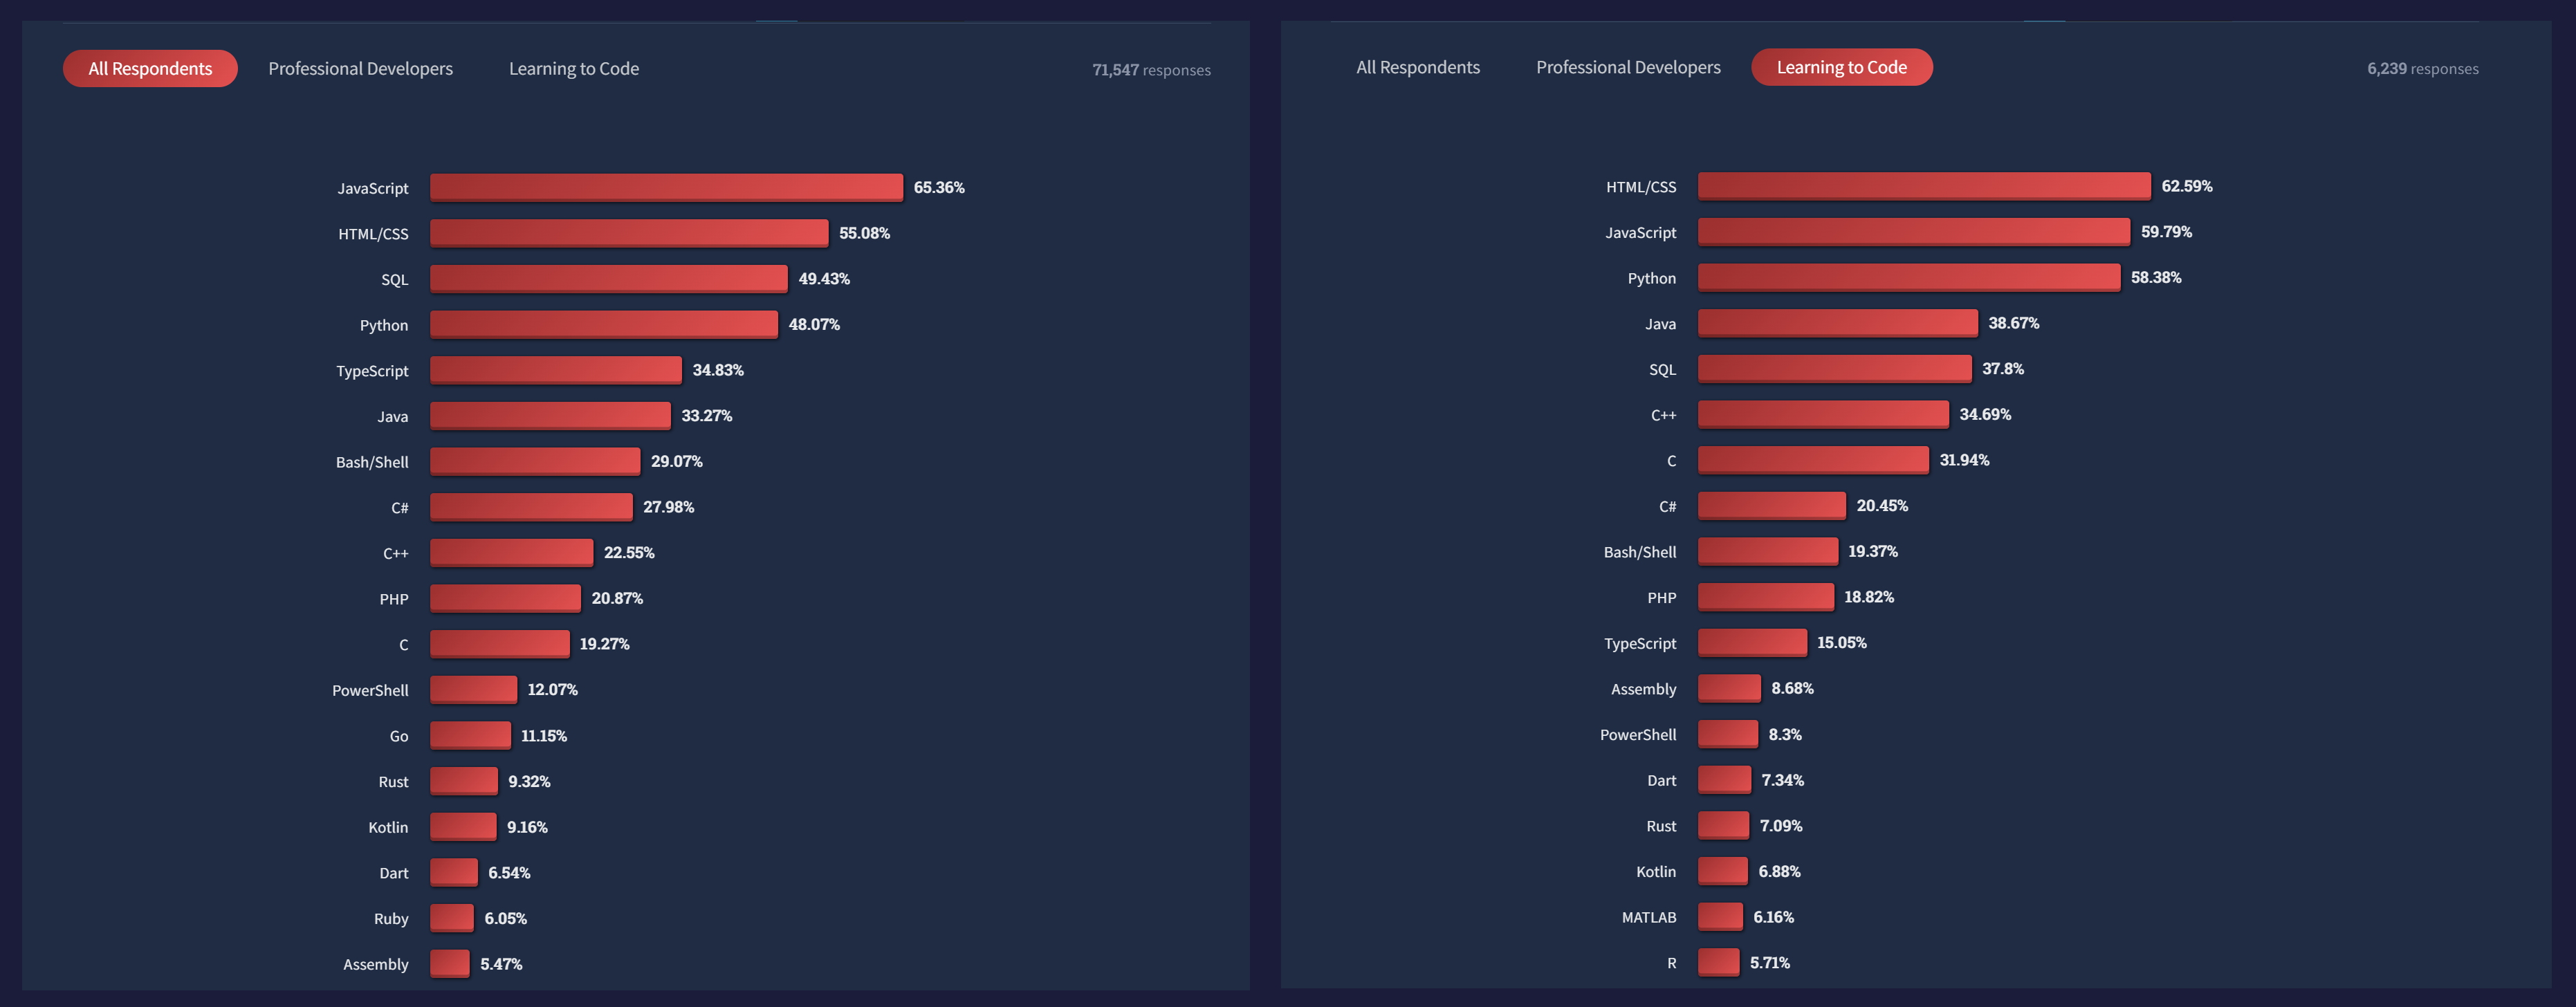 All Respondents Professional Developers Learning to Code 71,547 responses
JavaScript 65.36%
HTML/CSS 55.08%
SQL 49.43%
Python 48.07%
TypeScript 34.83%
Java 33.27%
Bash/Shell 29.07%
C# 27.98%
C++ 22.55%
PHP 20.87%
C 19.27%
PowerShell 12.07%
Go 11.15%
Rust 9.32%
Kotlin 9.16%
Dart 6.54%
Ruby 6.05%
Assembly 5.47%
All Respondents Professional Developers Learning to Code 6,239 responses
HTML/CSS 62.59%
JavaScript 59.79%
Python 58.38%
Java 38.67%
SQL 37.8%
C++ 34.69%
C 31.94%
C# 20.45%
Bash/Shell 19.37%
PHP 18.82%
TypeScript 15.05%
Assembly 8.68%
PowerShell 8.3%
Dart 7.34%
Rust 7.09%
Kotlin 6.88%
MATLAB 6.16%
R 5.71%